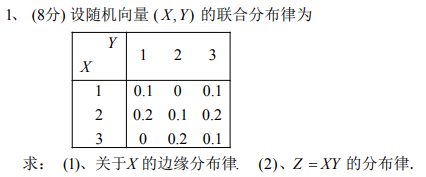 1、 (8分) 设随机向量 (X,Y) 的联合分布律为
Y
X 1 2 3
1 0.1 0 0.1
2 0.2 0.1 0.2
3 0 0.2 0.1
求: (1)、关于X 的边缘分布律. (2)、Z =XY 的分布律.